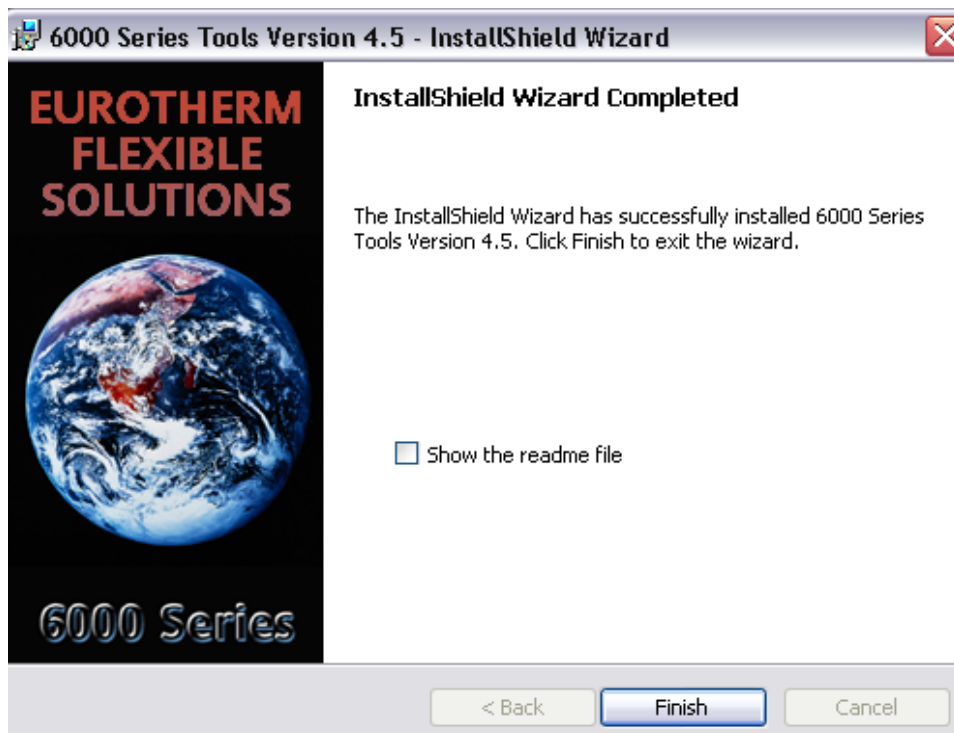 6000 Series Tools Version 4.5 - InstallShield Wizard
EUROTHERM
FLEXIBLE
SOLUTIONS
6000 Series
InstallShield Wizard Completed
The InstallShield Wizard has successfully installed 6000 Series
Tools Version 4.5. Click Finish to exit the wizard.
Show the readme file
< Back
Finish
Cancel